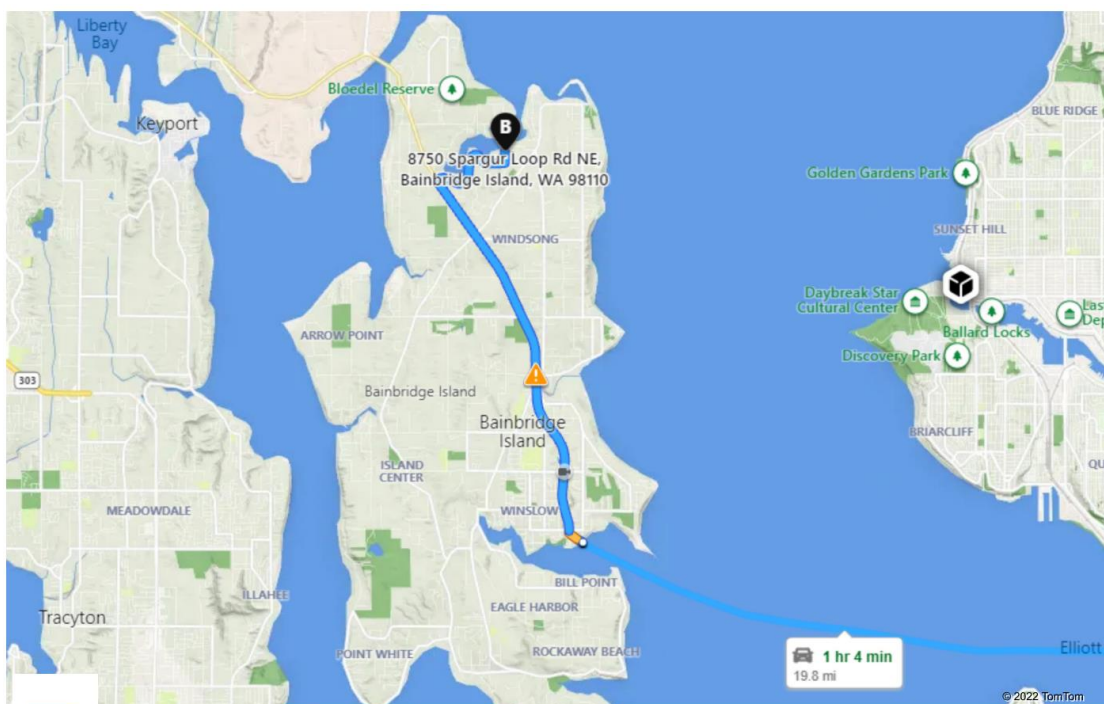 Liberty
Bay
Bloedel Reserve
BLUE RIDGE
Keyport
B
8750 Spargur Loop Rd NE,
Bainbridge Island, WA 98110
Golden Gardens Park
SUNSET HILL
WINDSONG
Daybreak Star
Cultural Center
Las
Dep
Ballard Locks
ARROW POINT
Discovery Park
303
Bainbridge Island
Bainbridge
Island
BRIARCLIFF
ISLAND
CENTER
QU
MEADOWDALE
WINSLOW
BILL POINT
ILLAHEE
EAGLE HARBOR
Tracyton
POINT WHITE
ROCKAWAY BEACH
1 hr 4 min
19.8 mi
Elliott
© 2022 TomTom